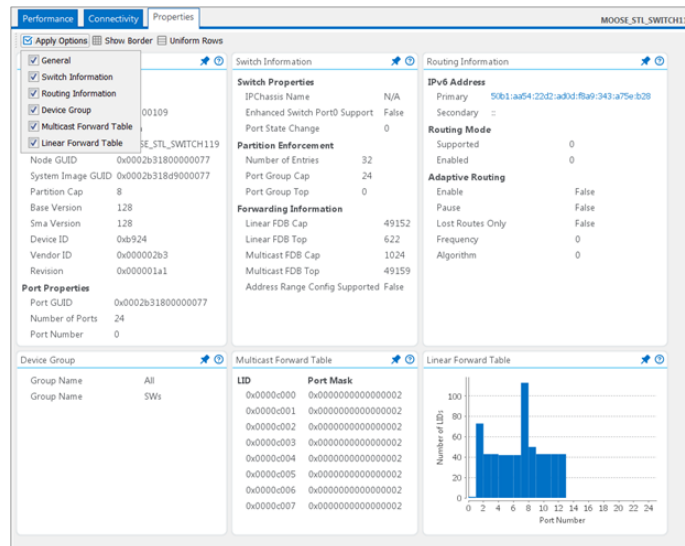 Performance
Connectivity
Properties
MOOSE_STL_SWITCH11
Apply Options
Show Border
Uniform Rows
General
Switch Information
Routing Information
Device Group
Multicast Forward Table
Linear Forward Table
00109
SE_STL_SWITCH119
Node GUID 0x0002b31800000077
System Image GUID 0x0002b318d9000077
Partition Cap 8
Base Version 128
Sma Version 128
Device ID 0xb924
Vendor ID 0x000002b3
Revision 0x000001a1
Port Properties
Port GUID 0x0002b31800000077
Number of Ports 24
Port Number 0
Switch Information
Switch Properties
IPChassis Name N/A
Enhanced Switch Port0 Support False
Port State Change 0
Partition Enforcement
Number of Entries 32
Port Group Cap 24
Port Group Top 0
Forwarding Information
Linear FDB Cap 49152
Linear FDB Top 622
Multicast FDB Cap 1024
Multicast FDB Top 49159
Address Range Config Supported False
Routing Information
IPv6 Address
Primary 50b1:aa54:22d2:ad0d:f8a9:343:a75e:b28
Secondary ::
Routing Mode
Supported 0
Enabled 0
Adaptive Routing
Enable False
Pause False
Lost Routes Only False
Frequency 0
Algorithm 0
Device Group
Group Name All
Group Name SWs
Multicast Forward Table
LID Port Mask
0x0000c000 0x0000000000000002
0x0000c001 0x0000000000000002
0x0000c002 0x0000000000000002
0x0000c003 0x0000000000000002
0x0000c004 0x0000000000000002
0x0000c005 0x0000000000000002
0x0000c006 0x0000000000000002
0x0000c007 0x0000000000000002
Linear Forward Table
Number of LIDs
100
80
60
40
20
0
0 2 4 6 8 10 12 14 16 18 20 22 24
Port Number